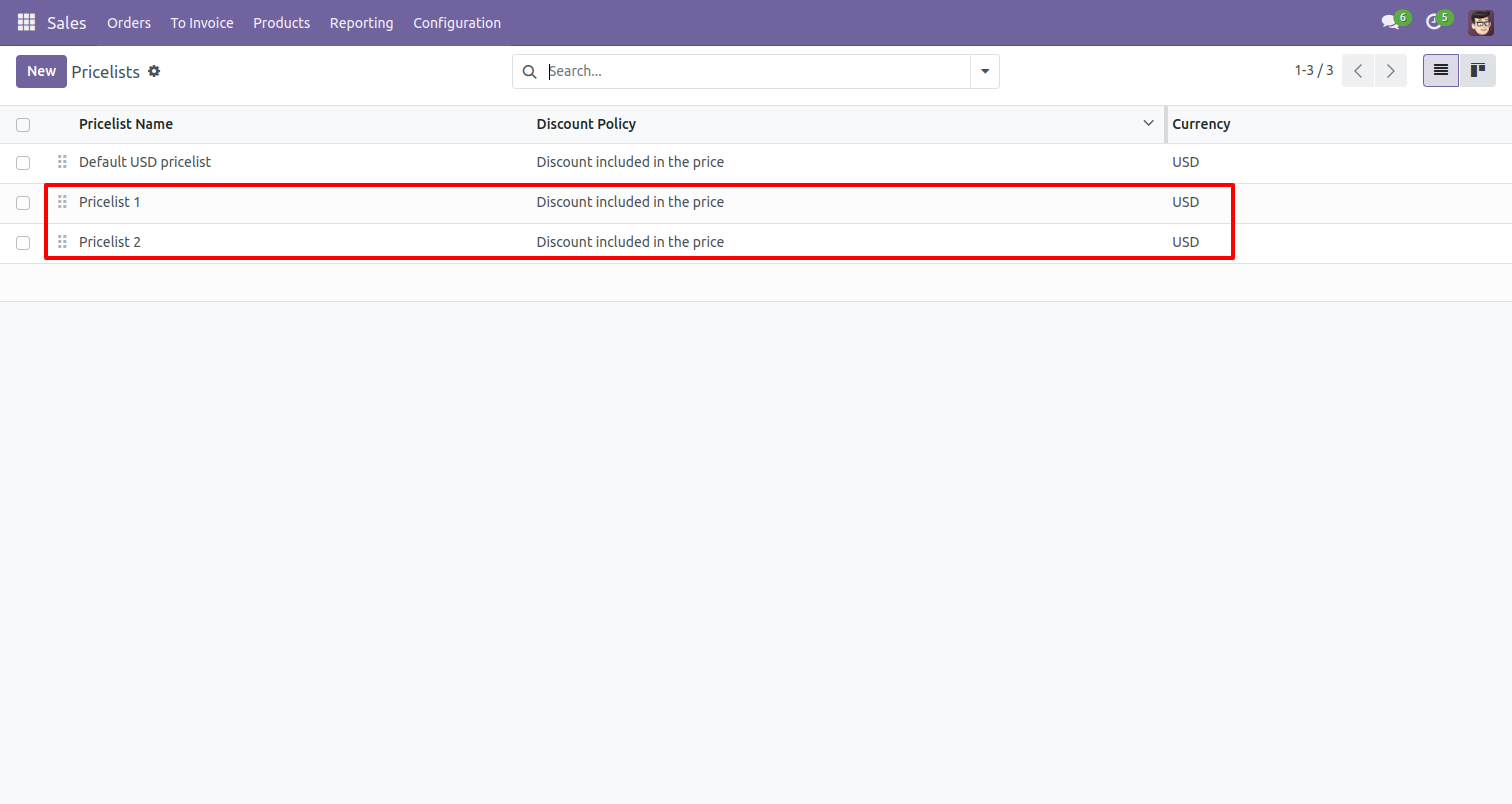 Sales Orders To Invoice Products Reporting Configuration 6 5
New Pricelists Search... 1-3 / 3
Pricelist Name Discount Policy Currency
Default USD pricelist Discount included in the price USD
Pricelist 1 Discount included in the price USD
Pricelist 2 Discount included in the price USD